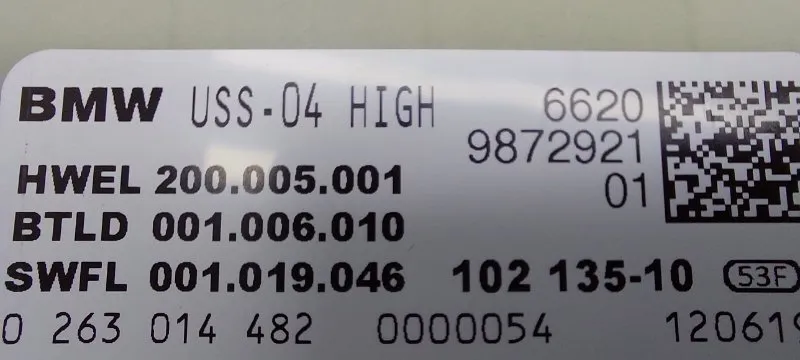 BMW USS-04 HIGH 6620
9872921
HWEL 200.005.001 01
BTLD 001.006.010
SWFL 001.019.046 102 135-10 53F
0 263 014 482 0000054 120619